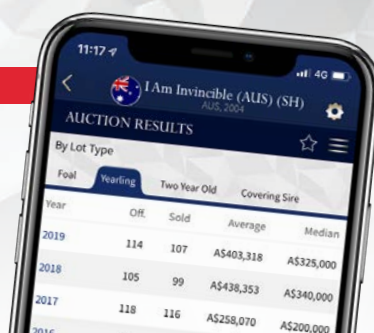 11:17 4G
I Am Invincible (AUS) (SH)
AUS, 2004
AUCTION RESULTS
By Lot Type
Foal Yearling Two Year Old Covering Sire
Year Off. Sold Average Median
2019 114 107 A$403,318 A$325,000
2018 105 99 A$438,353 A$340,000
2017 118 116 A$258,070 A$200,000
2016